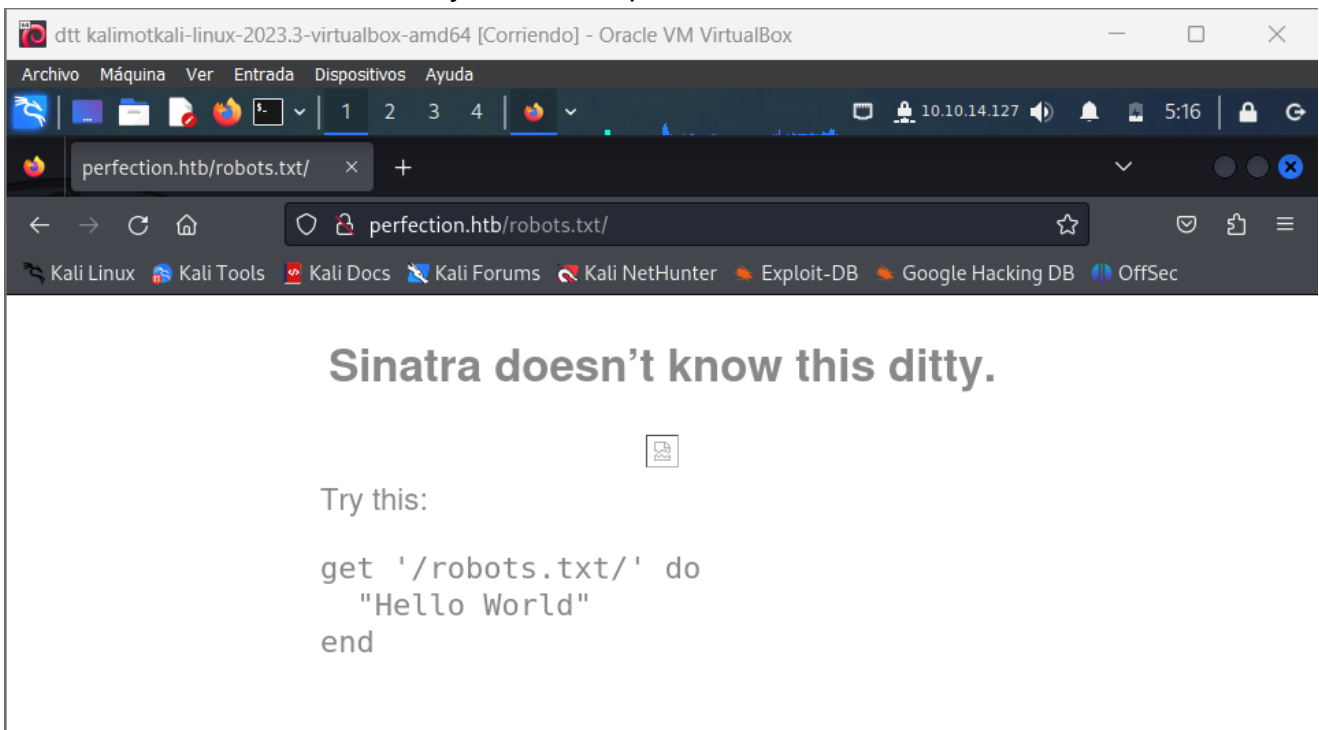 dtt kalimotkali-linux-2023.3-virtualbox-amd64 [Corriendo] - Oracle VM VirtualBox
Archivo Máquina Ver Entrada Dispositivos Ayuda
1 2 3 4 10.10.14.127 5:16
perfection.htb/robots.txt/
perfection.htb/robots.txt/
Kali Linux Kali Tools Kali Docs Kali Forums Kali NetHunter Exploit-DB Google Hacking DB OffSec
Sinatra doesn’t know this ditty.
Try this:
get '/robots.txt/' do
"Hello World"
end